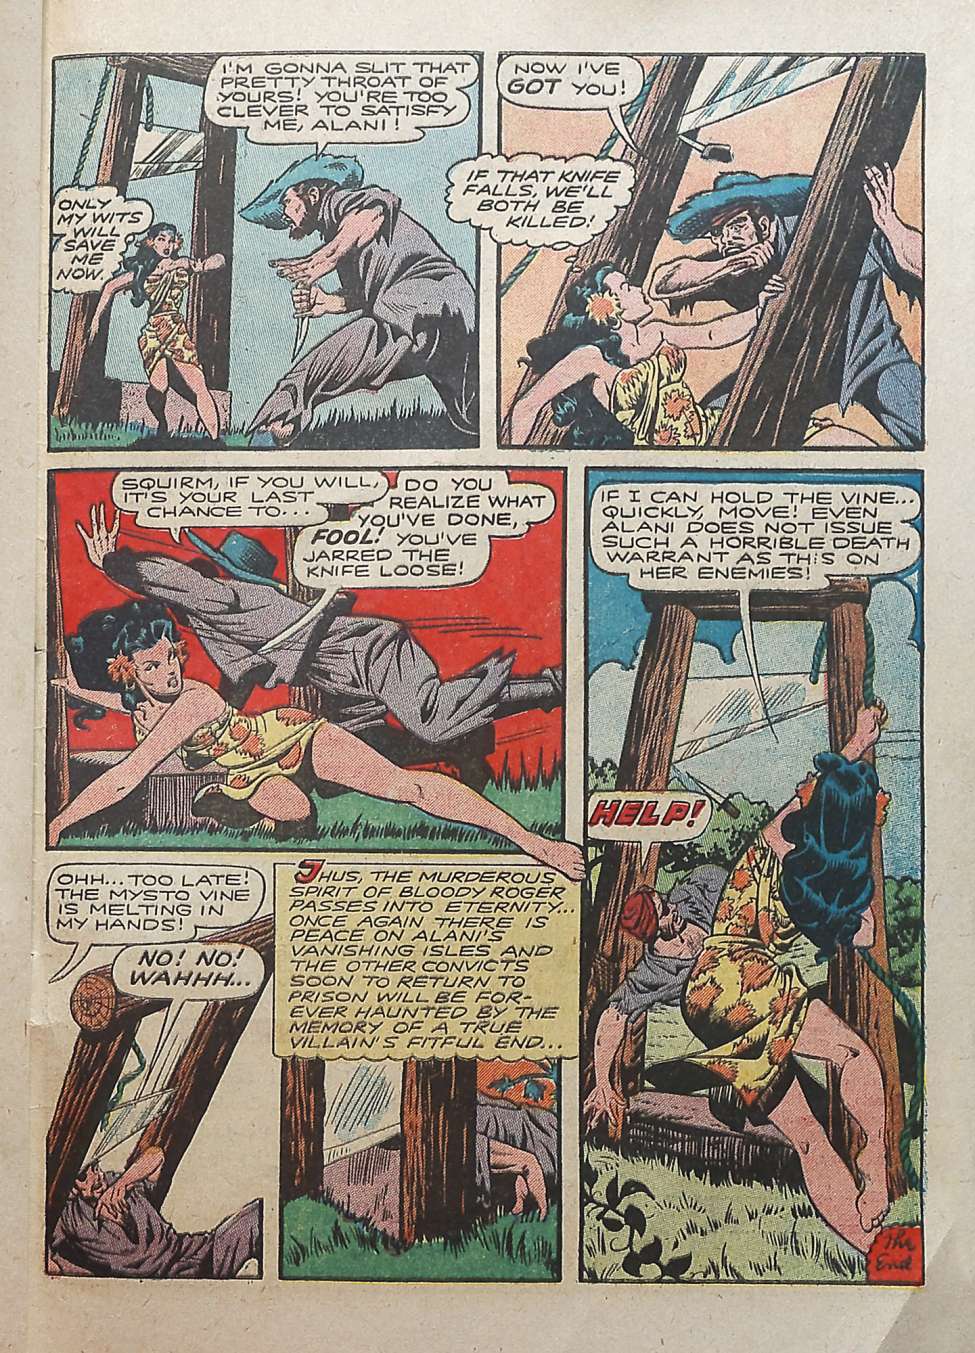 I'M GONNA SLIT THAT
PRETTY THROAT OF
YOURS! YOU'RE TOO
CLEVER TO SATISFY
ME, ALANI!
ONLY
MY WITS
WILL
SAVE
ME
NOW.
NOW I'VE
GOT YOU!
IF THAT KNIFE
FALLS, WE'LL
BOTH BE
KILLED!
SQUIRM, IF YOU WILL,
IT'S YOUR LAST
CHANCE TO...
DO YOU
REALIZE WHAT
YOU'VE DONE,
FOOL! YOU'VE
JARRED THE
KNIFE LOOSE!
IF I CAN HOLD THE VINE...
QUICKLY, MOVE! EVEN
ALANI DOES NOT ISSUE
SUCH A HORRIBLE DEATH
WARRANT AS THIS ON
HER ENEMIES!
HELP!
OHH... TOO LATE!
THE MYSTO VINE
IS MELTING IN
MY HANDS!
NO! NO!
WAHHH...
THUS, THE MURDEROUS
SPIRIT OF BLOODY ROGER
PASSES INTO ETERNITY...
ONCE AGAIN THERE IS
PEACE ON ALANI'S
VANISHING ISLES AND
THE OTHER CONVICTS
SOON TO RETURN TO
PRISON WILL BE FOR-
EVER HAUNTED BY THE
MEMORY OF A TRUE
VILLAIN'S FITFUL END...
The
End